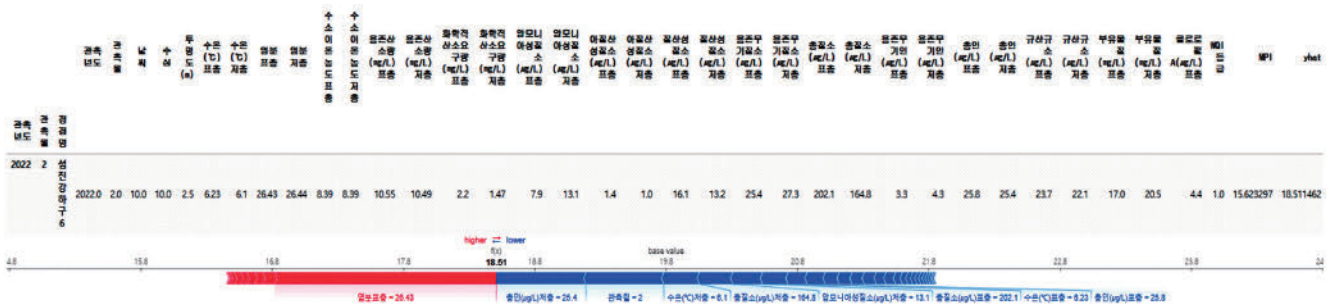 관측년도 관측월 날씨 수심 투명도(m) 수온(℃)표층 수온(℃)저층 염분표층 염분저층 수소이온농도표층 수소이온농도저층 용존산소량(mg/L)표층 용존산소량(mg/L)저층 화학적산소요구량(mg/L)표층 화학적산소요구량(mg/L)저층 암모니아성질소(μg/L)표층 암모니아성질소(μg/L)저층 아질산성질소(μg/L)표층 아질산성질소(μg/L)저층 질산성질소(μg/L)표층 질산성질소(μg/L)저층 용존무기질소(μg/L)표층 용존무기질소(μg/L)저층 총질소(μg/L)표층 총질소(μg/L)저층 용존무기인(μg/L)표층 용존무기인(μg/L)저층 총인(μg/L)표층 총인(μg/L)저층 규산규소(μg/L)표층 규산규소(μg/L)저층 부유물질(mg/L)표층 부유물질(mg/L)저층 클로로필A(μg/L)표층 WQI등급 WPI yhat
관측년도 관측월 정점명
2022 2 섬진강하구6 2022.0 2.0 10.0 10.0 2.5 6.23 6.1 26.43 26.44 8.39 8.39 10.55 10.49 2.2 1.47 7.9 13.1 1.4 1.0 16.1 13.2 25.4 27.3 202.1 164.8 3.3 4.3 25.8 25.4 23.7 22.1 17.0 20.5 4.4 1.0 15.623297 18.511462
higher ⇄ lower
f(x) base value
4.8 15.8 16.8 17.8 18.51 18.8 19.8 20.8 21.8 22.8 23.8 24
염분표층 = 26.43 총인(μg/L)저층 = 25.4 관측월 = 2 수온(℃)저층 = 6.1 총질소(μg/L)저층 = 164.8 암모니아성질소(μg/L)저층 = 13.1 총질소(μg/L)표층 = 202.1 수온(℃)표층 = 6.23 총인(μg/L)표층 = 25.8